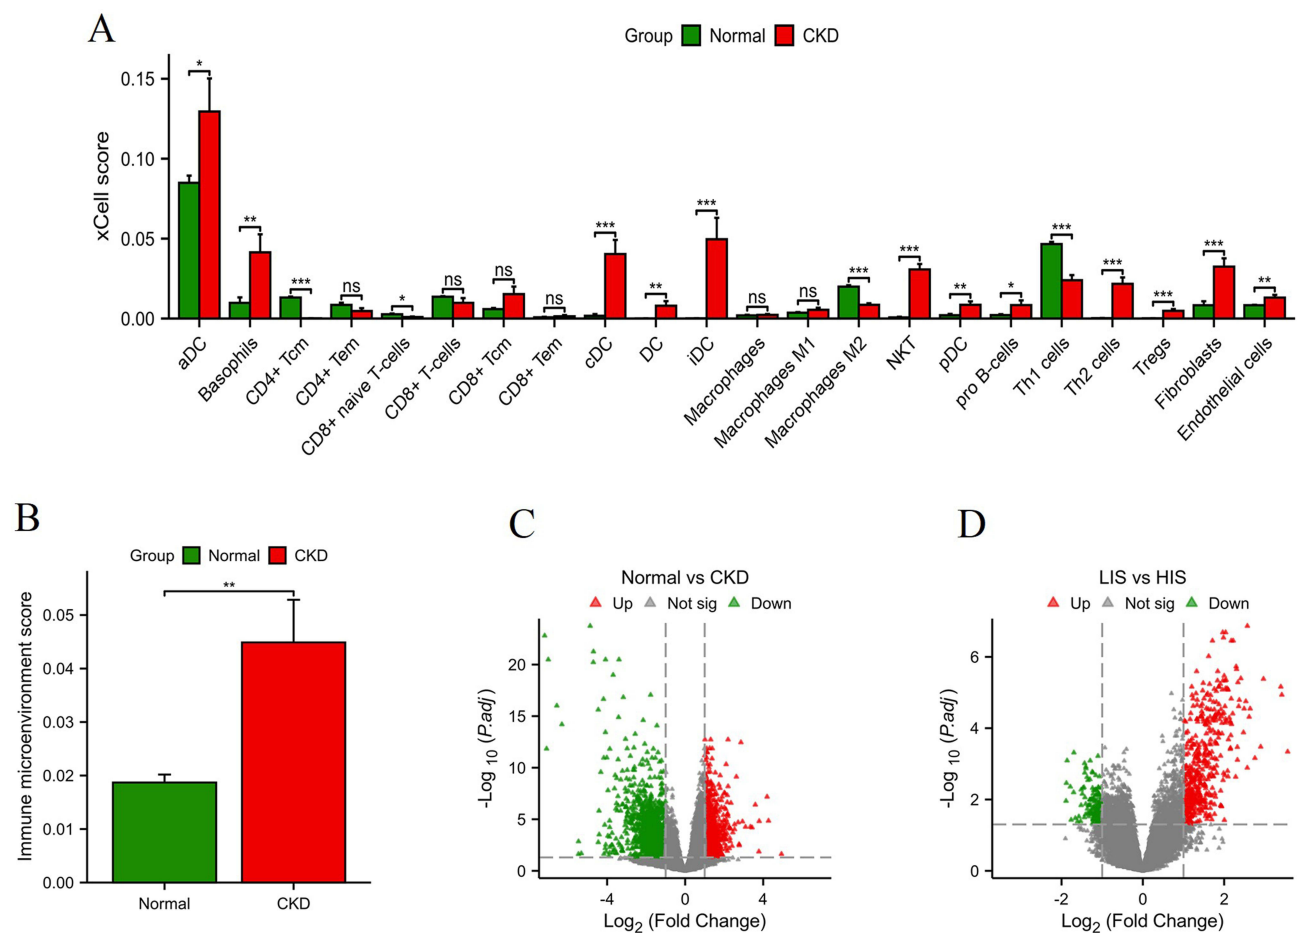 A
Group Normal CKD
xCell score
0.15
0.10
0.05
0.00
* ** *** ns * ns ns ns *** ** *** ns ns *** *** ** * *** *** *** *** **
aDC
Basophils
CD4+ Tcm
CD4+ Tem
CD8+ naive T-cells
CD8+ T-cells
CD8+ Tcm
CD8+ Tem
cDC
DC
iDC
Macrophages
Macrophages M1
Macrophages M2
NKT
pDC
pro B-cells
Th1 cells
Th2 cells
Tregs
Fibroblasts
Endothelial cells
B
Group Normal CKD
Immune microenvironment score
0.05
0.04
0.03
0.02
0.01
0.00
**
Normal CKD
C
Normal vs CKD
Up Not sig Down
-Log10 (P.adj)
20
15
10
5
0
-4 0 4
Log2 (Fold Change)
D
LIS vs HIS
Up Not sig Down
-Log10 (P.adj)
6
4
2
0
-2 0 2
Log2 (Fold Change)